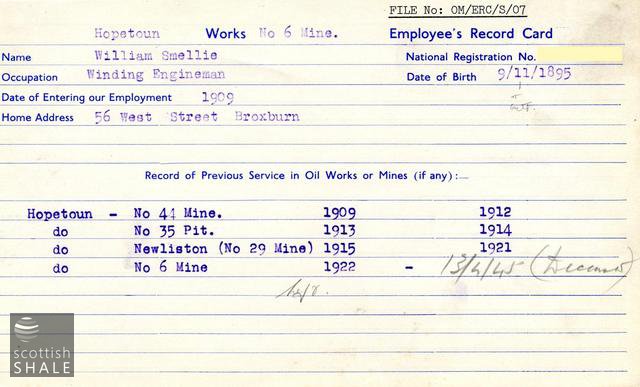 FILE No: OM/ERC/S/07
Hopetoun Works No 6 Mine. Employee's Record Card
Name William Smellie National Registration No.
Occupation Winding Engineman Date of Birth 9/11/1895
Date of Entering our Employment 1909
Home Address 56 West Street Broxburn
Record of Previous Service in Oil Works or Mines (if any):—
Hopetoun - No 44 Mine. 1909 1912
do No 35 Pit. 1913 1914
do Newliston (No 29 Mine) 1915 1921
do No 6 Mine 1922 - 13/4/45 (Deceased)
scottish
SHALE